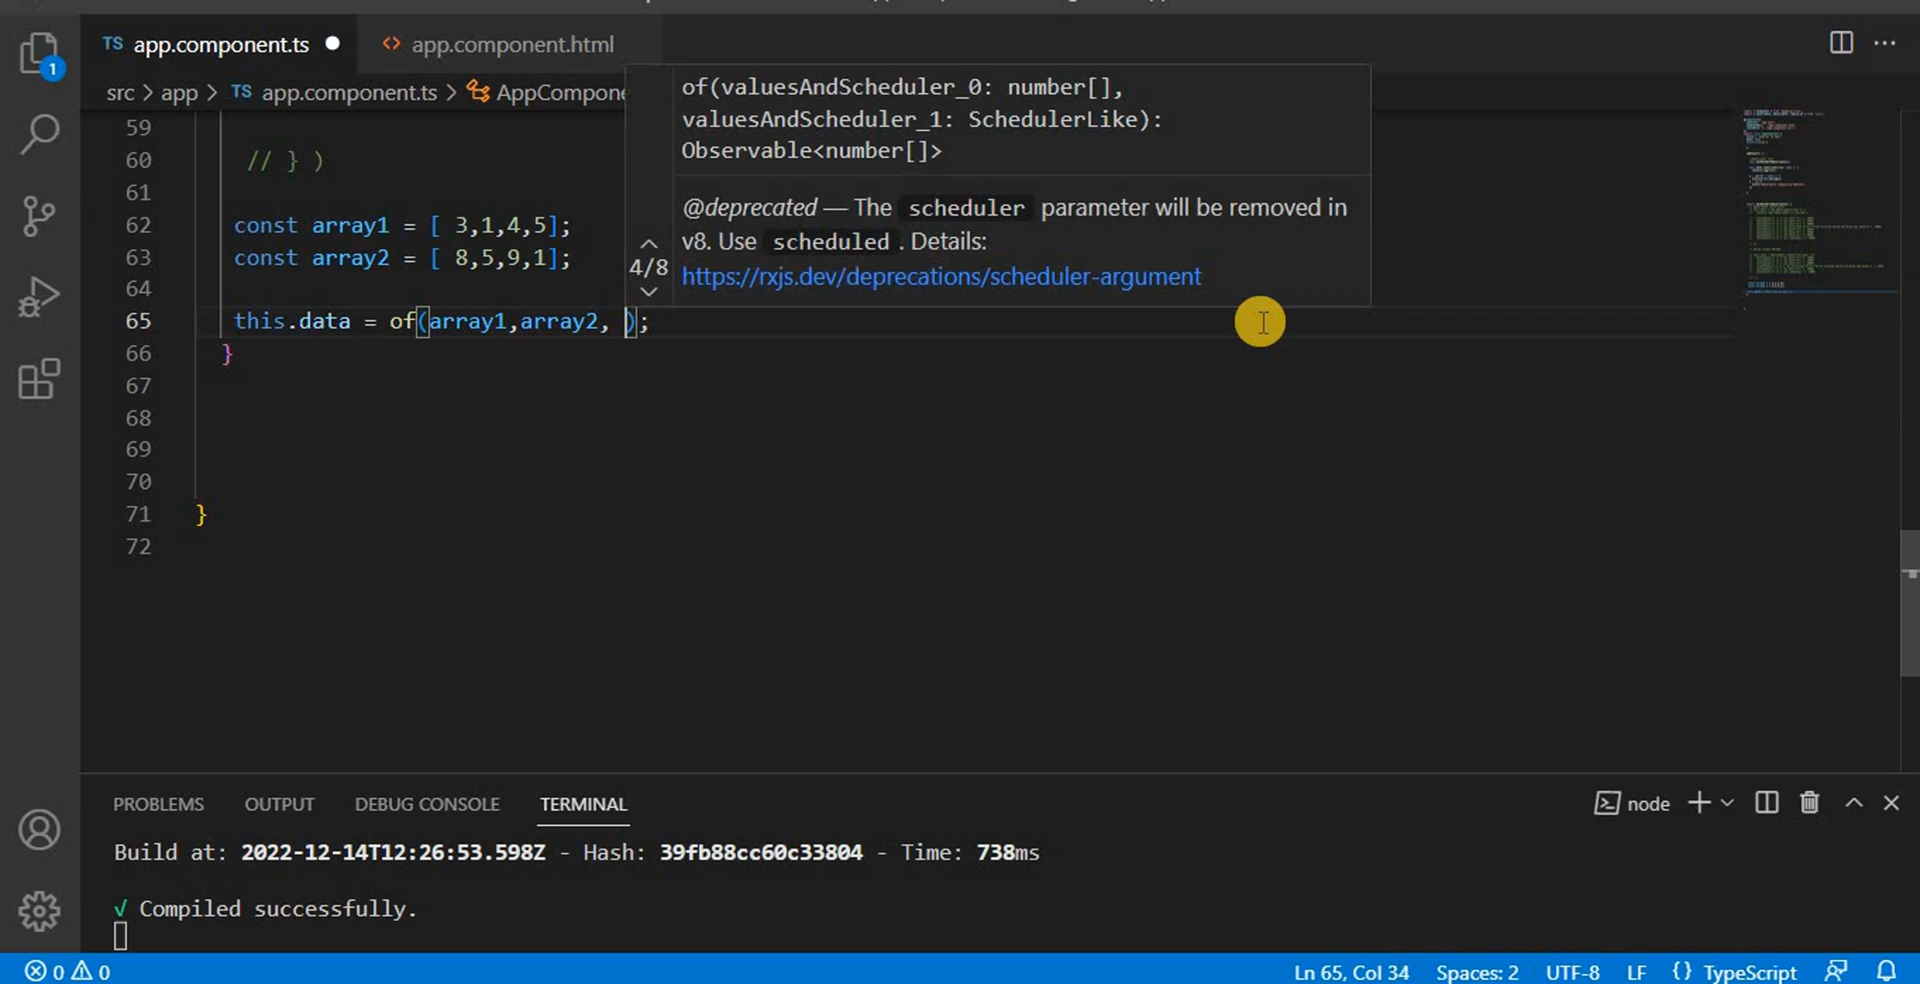 TS app.component.ts
<> app.component.html
1
src > app > TS app.component.ts > AppCompone
of(valuesAndScheduler_0: number[],
valuesAndScheduler_1: SchedulerLike):
Observable<number[]>
@deprecated — The scheduler parameter will be removed in
v8. Use scheduled . Details:
https://rxjs.dev/deprecations/scheduler-argument
4/8
59
60 // } )
61
62 const array1 = [ 3,1,4,5];
63 const array2 = [ 8,5,9,1];
64
65 this.data = of(array1,array2, );
66 }
67
68
69
70
71 }
72
PROBLEMS OUTPUT DEBUG CONSOLE TERMINAL
node
Build at: 2022-12-14T12:26:53.598Z - Hash: 39fb88cc60c33804 - Time: 738ms
√ Compiled successfully.
0 0 Ln 65, Col 34 Spaces: 2 UTF-8 LF {} TypeScript